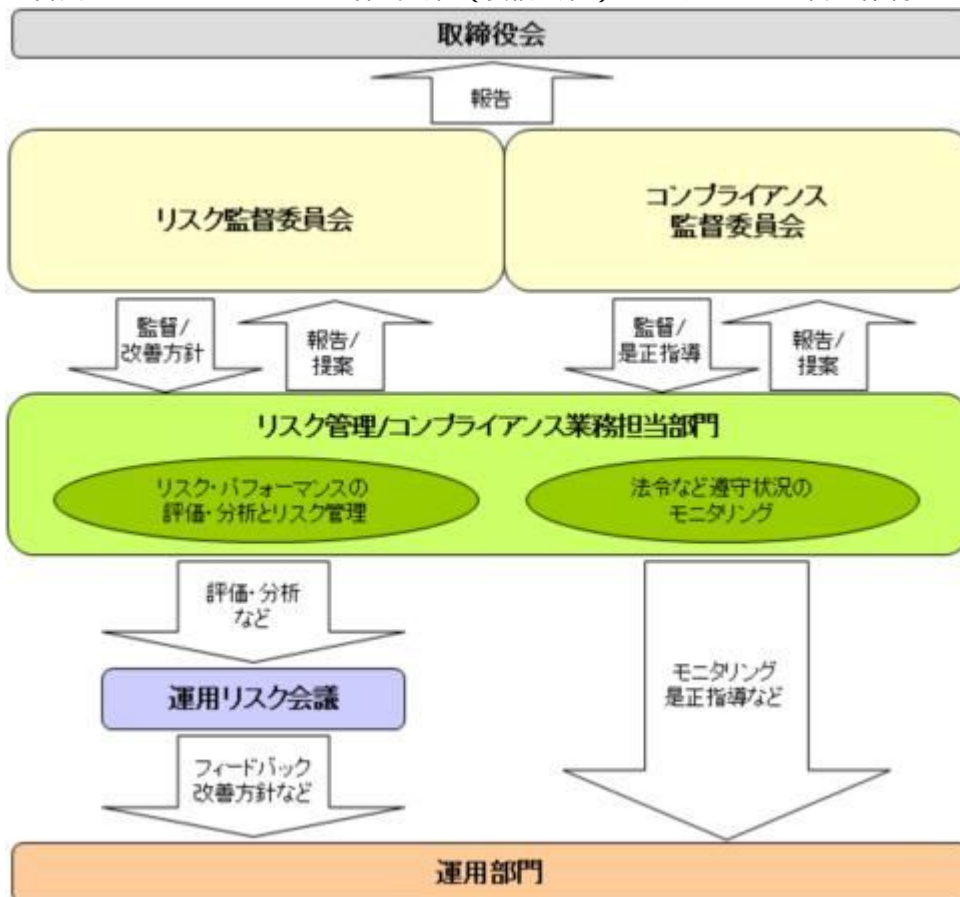 取締役会
報告
リスク監督委員会
コンプライアンス
監督委員会
監督/
改善方針
報告/
提案
監督/
是正指導
報告/
提案
リスク管理/コンプライアンス業務担当部門
リスク・パフォーマンスの
評価・分析とリスク管理
法令など遵守状況の
モニタリング
評価・分析
など
運用リスク会議
モニタリング
是正指導など
フィードバック
改善方針など
運用部門